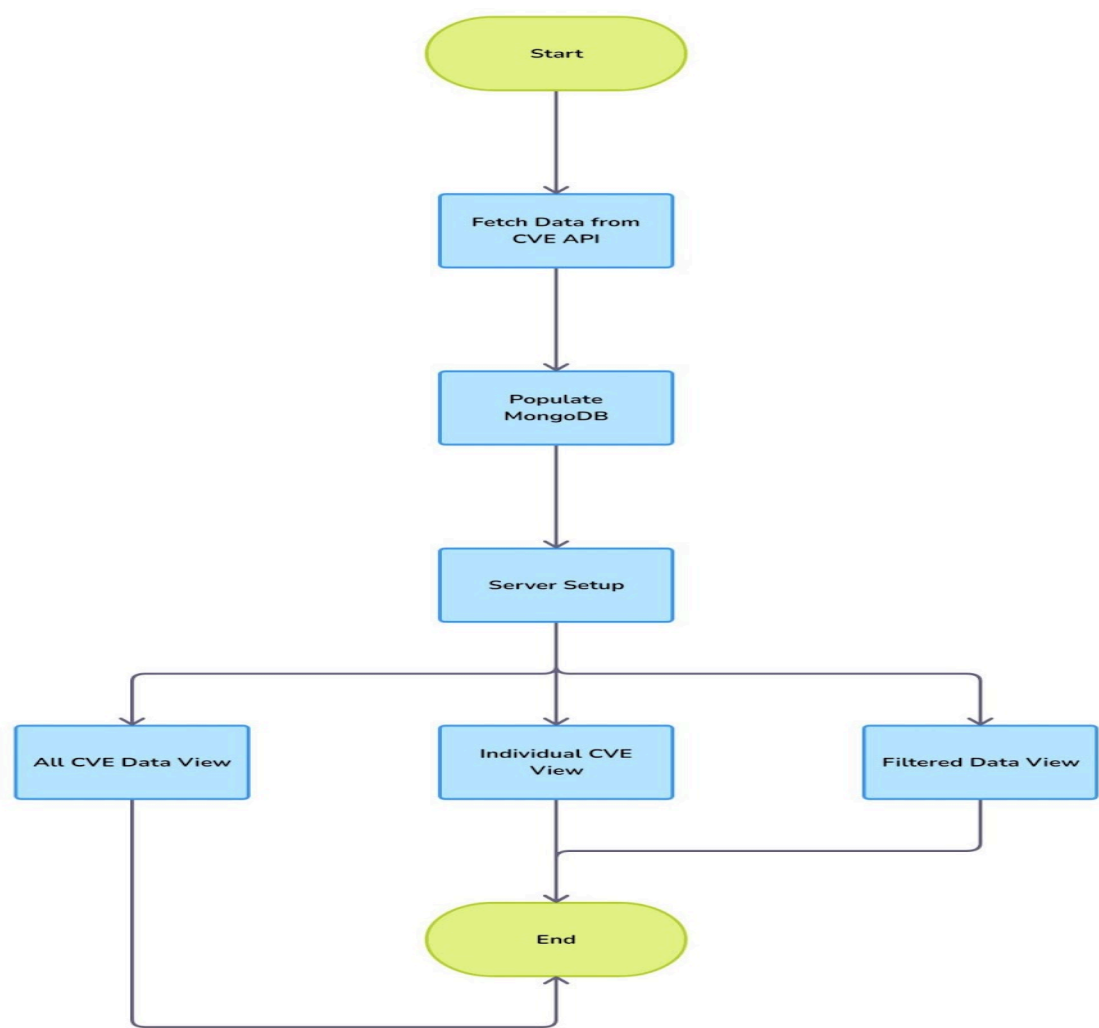 Start
Fetch Data from
CVE API
Populate
MongoDB
Server Setup
All CVE Data View
Individual CVE
View
Filtered Data View
End